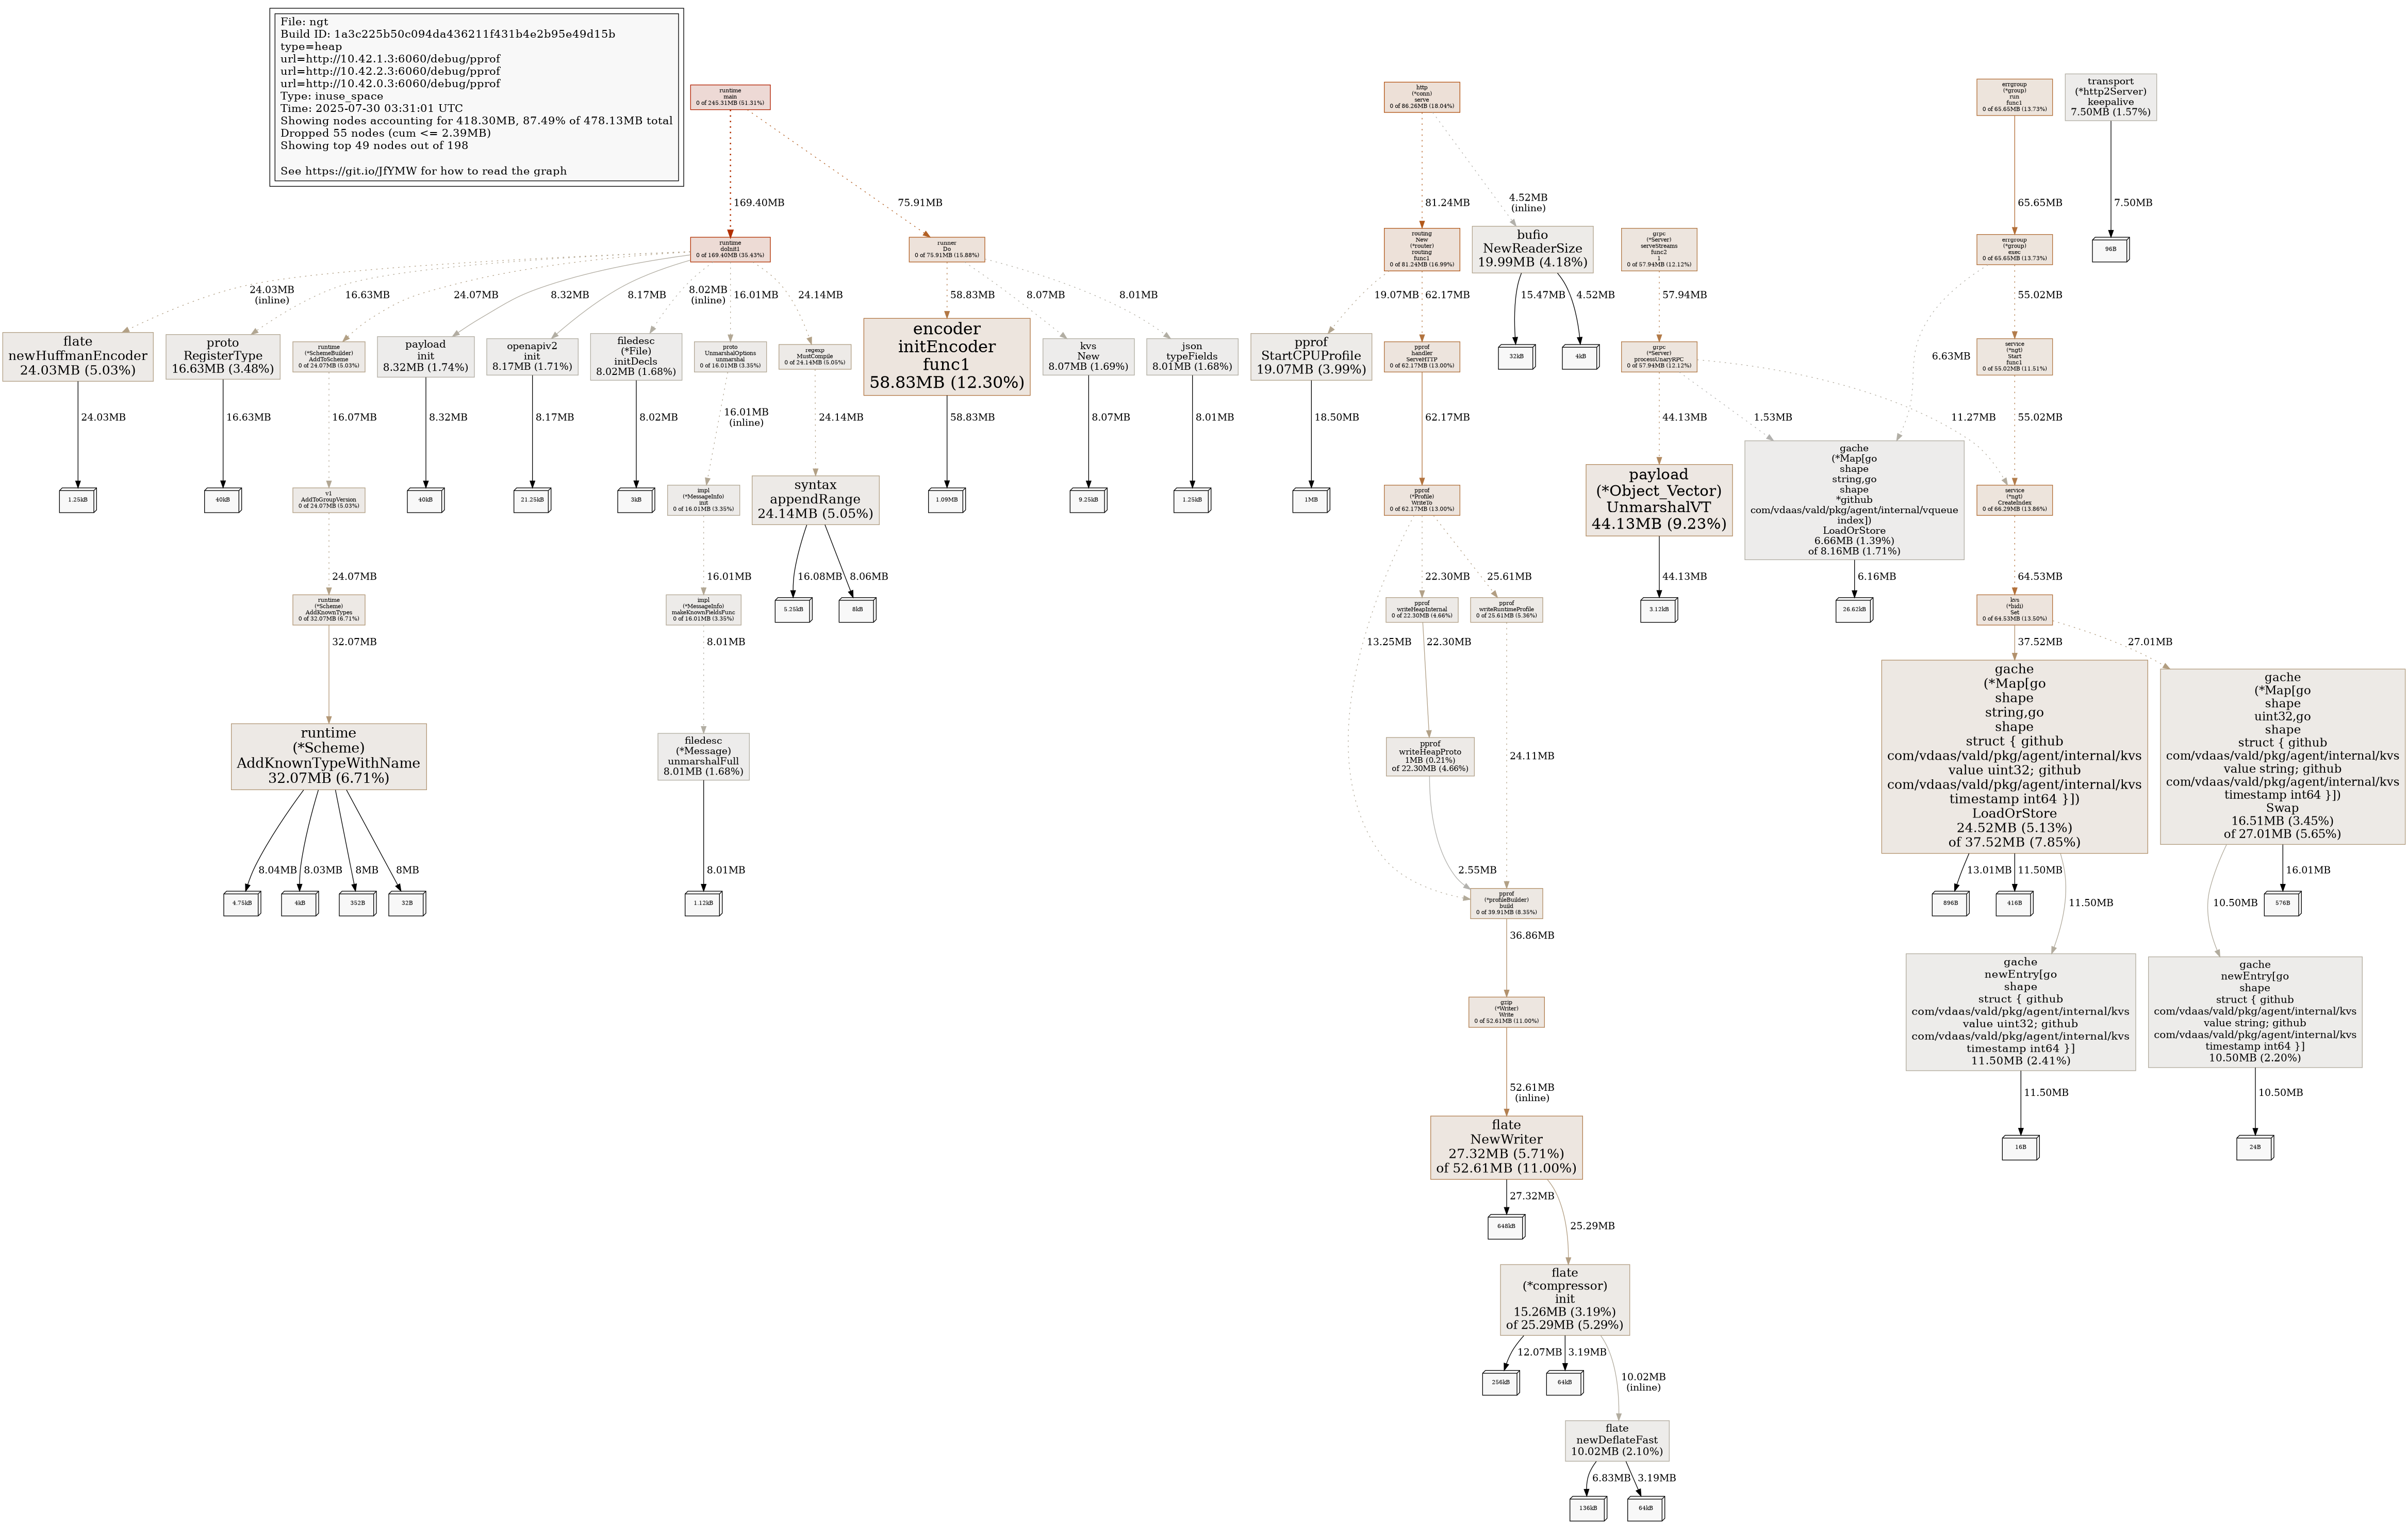 File: ngt
Build ID: 1a3c225b50c094da436211f431b4e2b95e49d15b
type=heap
url=http://10.42.1.3:6060/debug/pprof
url=http://10.42.2.3:6060/debug/pprof
url=http://10.42.0.3:6060/debug/pprof
Type: inuse_space
Time: 2025-07-30 03:31:01 UTC
Showing nodes accounting for 418.30MB, 87.49% of 478.13MB total
Dropped 55 nodes (cum <= 2.39MB)
Showing top 49 nodes out of 198
See https://git.io/JfYMW for how to read the graph
runtime
main
0 of 245.31MB (51.31%)
http
(*conn)
serve
0 of 86.26MB (18.04%)
errgroup
(*group)
run
func1
0 of 65.65MB (13.73%)
transport
(*http2Server)
keepalive
7.50MB (1.57%)
169.40MB
75.91MB
81.24MB
4.52MB
(inline)
65.65MB
7.50MB
runtime
doInit1
0 of 169.40MB (35.43%)
runner
Do
0 of 75.91MB (15.88%)
routing
New
(*router)
routing
func1
0 of 81.24MB (16.99%)
bufio
NewReaderSize
19.99MB (4.18%)
grpc
(*Server)
serveStreams
func2
1
0 of 57.94MB (12.12%)
errgroup
(*group)
exec
0 of 65.65MB (13.73%)
96B
24.03MB
(inline)
16.63MB
24.07MB
8.32MB
8.17MB
8.02MB
(inline)
16.01MB
24.14MB
58.83MB
8.07MB
8.01MB
19.07MB
62.17MB
15.47MB
4.52MB
57.94MB
6.63MB
55.02MB
flate
newHuffmanEncoder
24.03MB (5.03%)
proto
RegisterType
16.63MB (3.48%)
runtime
(*SchemeBuilder)
AddToScheme
0 of 24.07MB (5.03%)
payload
init
8.32MB (1.74%)
openapiv2
init
8.17MB (1.71%)
filedesc
(*File)
initDecls
8.02MB (1.68%)
proto
UnmarshalOptions
unmarshal
0 of 16.01MB (3.35%)
regexp
MustCompile
0 of 24.14MB (5.05%)
encoder
initEncoder
func1
58.83MB (12.30%)
kvs
New
8.07MB (1.69%)
json
typeFields
8.01MB (1.68%)
pprof
StartCPUProfile
19.07MB (3.99%)
pprof
handler
ServeHTTP
0 of 62.17MB (13.00%)
32kB
4kB
grpc
(*Server)
processUnaryRPC
0 of 57.94MB (12.12%)
service
(*ngt)
Start
func1
0 of 55.02MB (11.51%)
24.03MB
16.63MB
16.07MB
8.32MB
8.17MB
8.02MB
16.01MB
(inline)
24.14MB
58.83MB
8.07MB
8.01MB
18.50MB
62.17MB
44.13MB
1.53MB
11.27MB
55.02MB
1.25kB
40kB
v1
AddToGroupVersion
0 of 24.07MB (5.03%)
40kB
21.25kB
3kB
impl
(*MessageInfo)
init
0 of 16.01MB (3.35%)
syntax
appendRange
24.14MB (5.05%)
1.09MB
9.25kB
1.25kB
1MB
pprof
(*Profile)
WriteTo
0 of 62.17MB (13.00%)
payload
(*Object_Vector)
UnmarshalVT
44.13MB (9.23%)
gache
(*Map[go
shape
string,go
shape
*github
com/vdaas/vald/pkg/agent/internal/vqueue
index])
LoadOrStore
6.66MB (1.39%)
of 8.16MB (1.71%)
service
(*ngt)
CreateIndex
0 of 66.29MB (13.86%)
24.07MB
16.01MB
16.08MB
8.06MB
22.30MB
25.61MB
44.13MB
6.16MB
64.53MB
runtime
(*Scheme)
AddKnownTypes
0 of 32.07MB (6.71%)
impl
(*MessageInfo)
makeKnownFieldsFunc
0 of 16.01MB (3.35%)
5.25kB
8kB
pprof
writeHeapInternal
0 of 22.30MB (4.66%)
pprof
writeRuntimeProfile
0 of 25.61MB (5.36%)
3.12kB
26.62kB
kvs
(*bidi)
Set
0 of 64.53MB (13.50%)
32.07MB
8.01MB
13.25MB
22.30MB
37.52MB
27.01MB
runtime
(*Scheme)
AddKnownTypeWithName
32.07MB (6.71%)
filedesc
(*Message)
unmarshalFull
8.01MB (1.68%)
pprof
writeHeapProto
1MB (0.21%)
of 22.30MB (4.66%)
24.11MB
gache
(*Map[go
shape
string,go
shape
struct { github
com/vdaas/vald/pkg/agent/internal/kvs
value uint32; github
com/vdaas/vald/pkg/agent/internal/kvs
timestamp int64 }])
LoadOrStore
24.52MB (5.13%)
of 37.52MB (7.85%)
gache
(*Map[go
shape
uint32,go
shape
struct { github
com/vdaas/vald/pkg/agent/internal/kvs
value string; github
com/vdaas/vald/pkg/agent/internal/kvs
timestamp int64 }])
Swap
16.51MB (3.45%)
of 27.01MB (5.65%)
8.04MB
8.03MB
8MB
8MB
8.01MB
2.55MB
13.01MB
11.50MB
16.01MB
4.75kB
4kB
352B
32B
1.12kB
pprof
(*profileBuilder)
build
0 of 39.91MB (8.35%)
896B
416B
11.50MB
10.50MB
576B
36.86MB
gzip
(*Writer)
Write
0 of 52.61MB (11.00%)
gache
newEntry[go
shape
struct { github
com/vdaas/vald/pkg/agent/internal/kvs
value uint32; github
com/vdaas/vald/pkg/agent/internal/kvs
timestamp int64 }]
11.50MB (2.41%)
gache
newEntry[go
shape
struct { github
com/vdaas/vald/pkg/agent/internal/kvs
value string; github
com/vdaas/vald/pkg/agent/internal/kvs
timestamp int64 }]
10.50MB (2.20%)
52.61MB
(inline)
11.50MB
10.50MB
flate
NewWriter
27.32MB (5.71%)
of 52.61MB (11.00%)
16B
24B
27.32MB
25.29MB
648kB
flate
(*compressor)
init
15.26MB (3.19%)
of 25.29MB (5.29%)
12.07MB
3.19MB
10.02MB
(inline)
256kB
64kB
flate
newDeflateFast
10.02MB (2.10%)
6.83MB
3.19MB
136kB
64kB